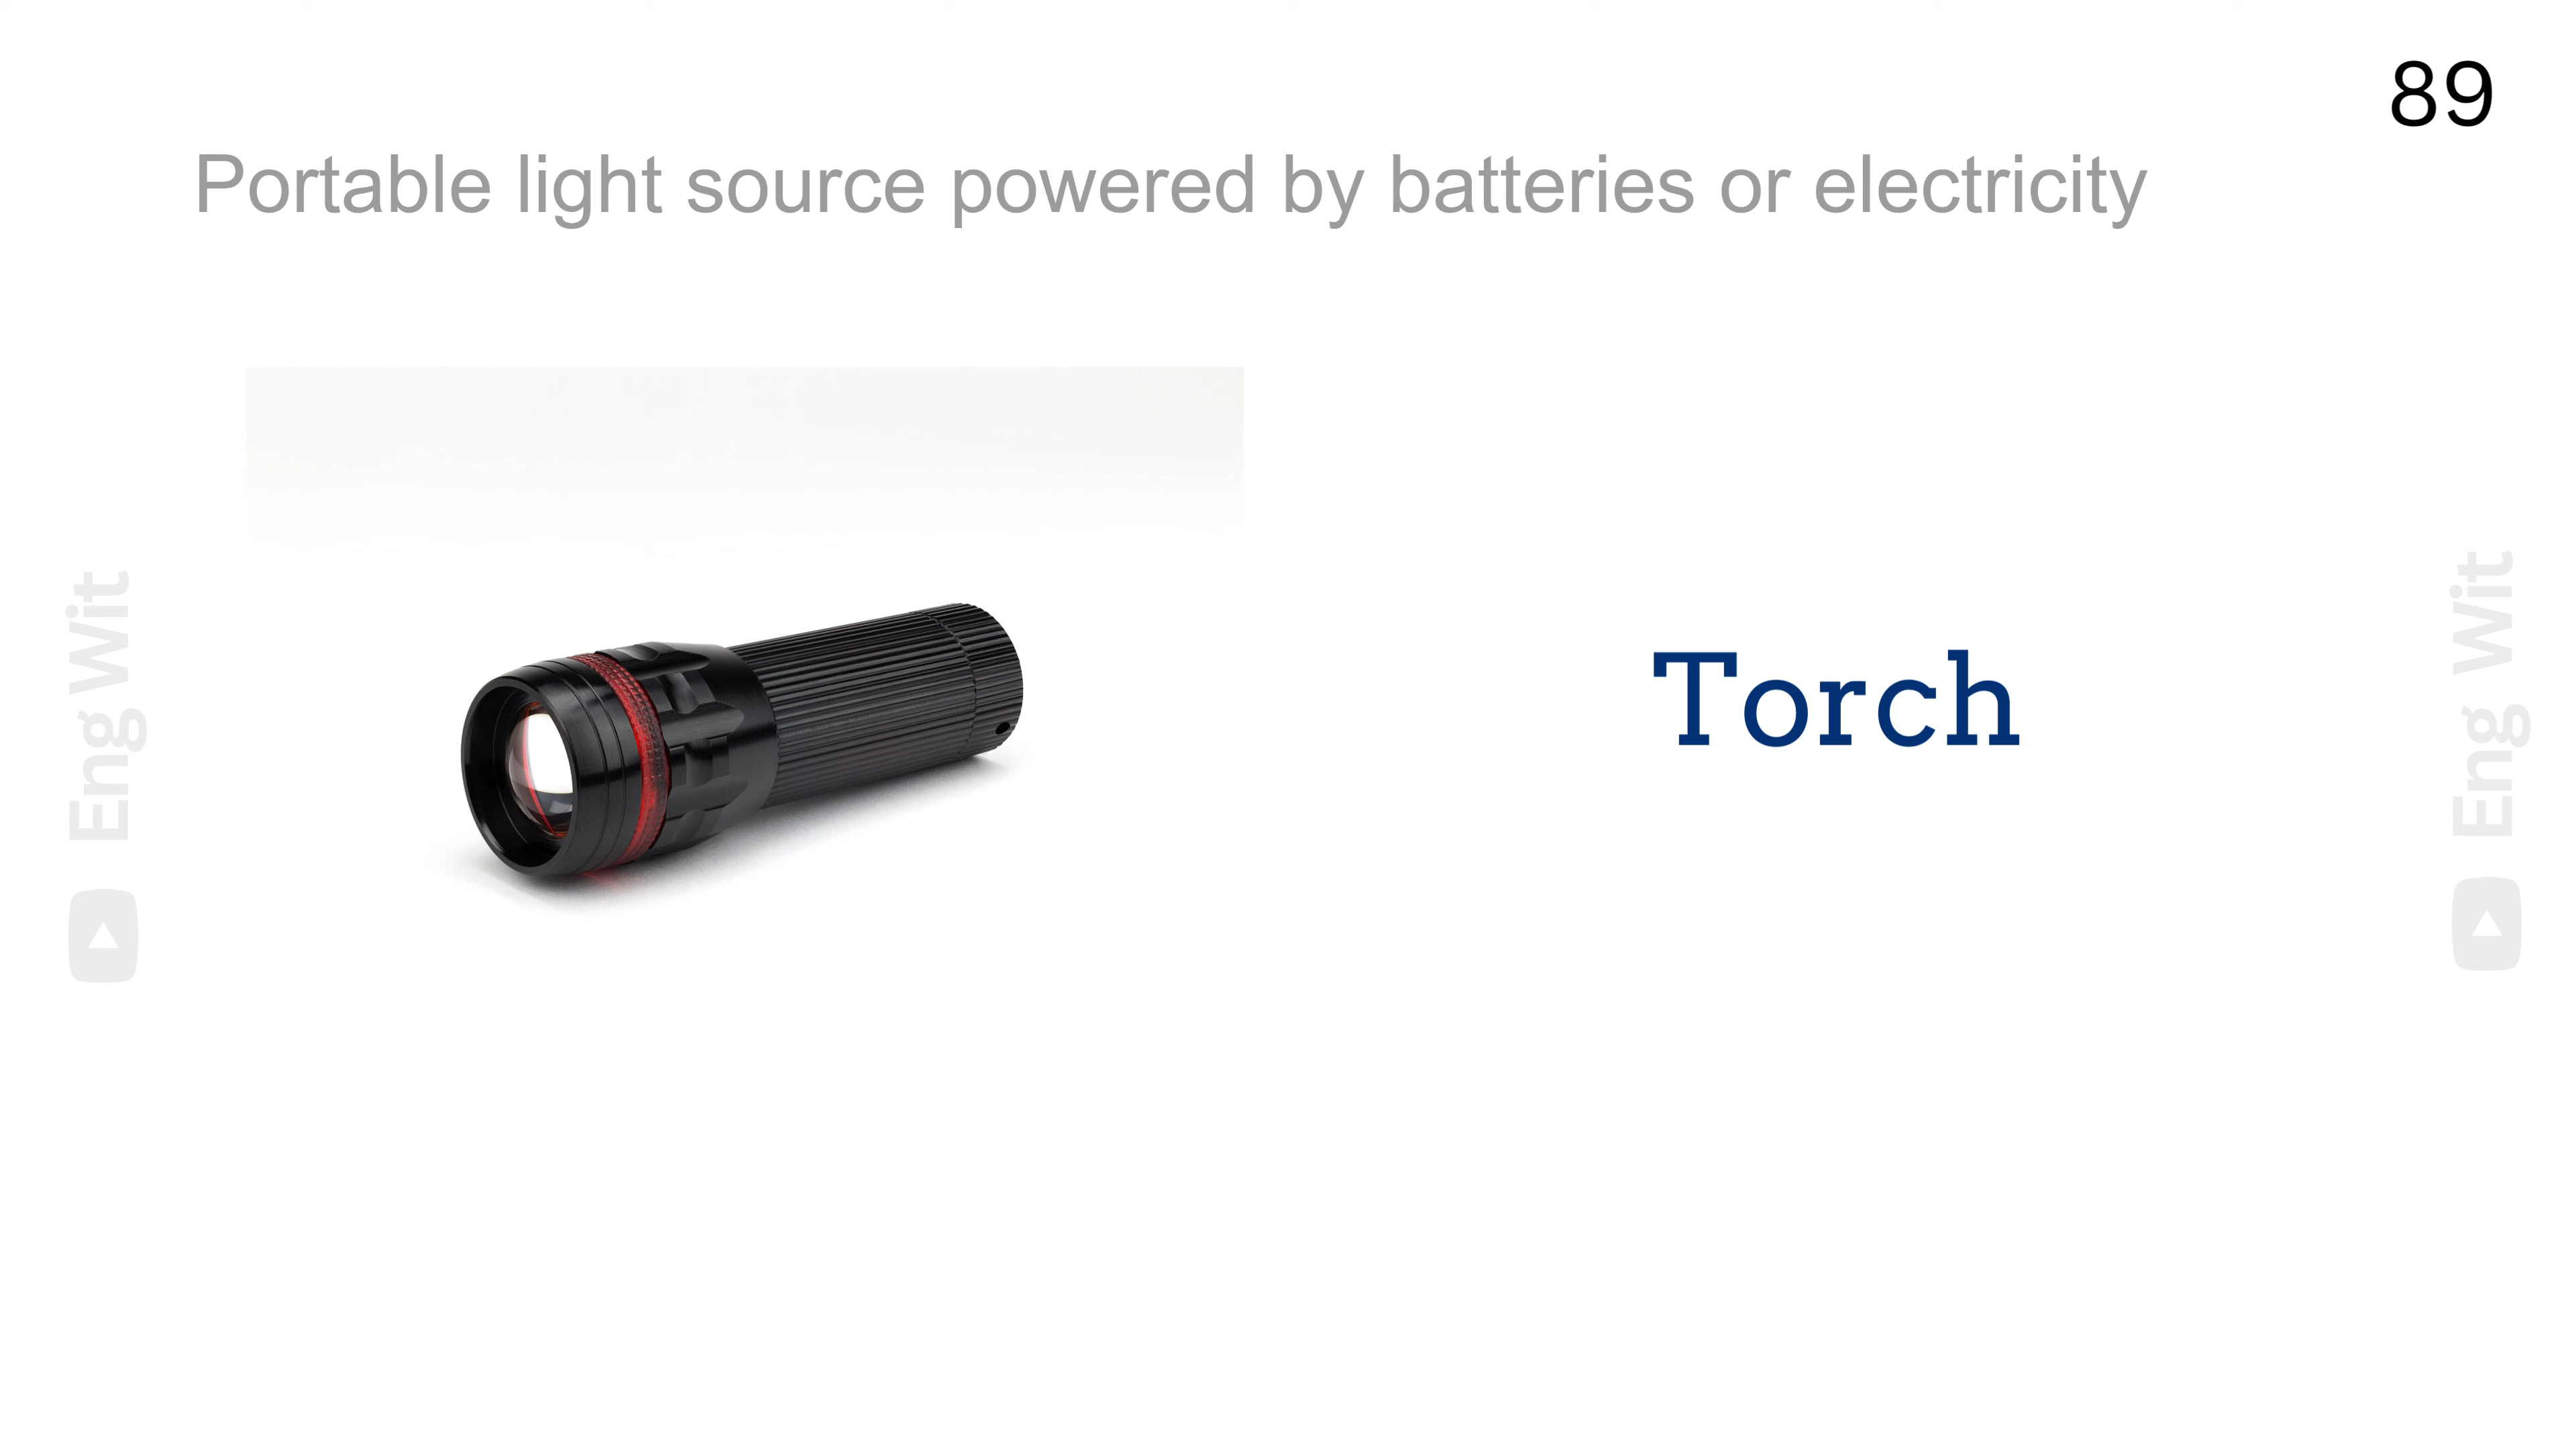 89
Portable light source powered by batteries or electricity
Torch
Eng Wit
Eng Wit